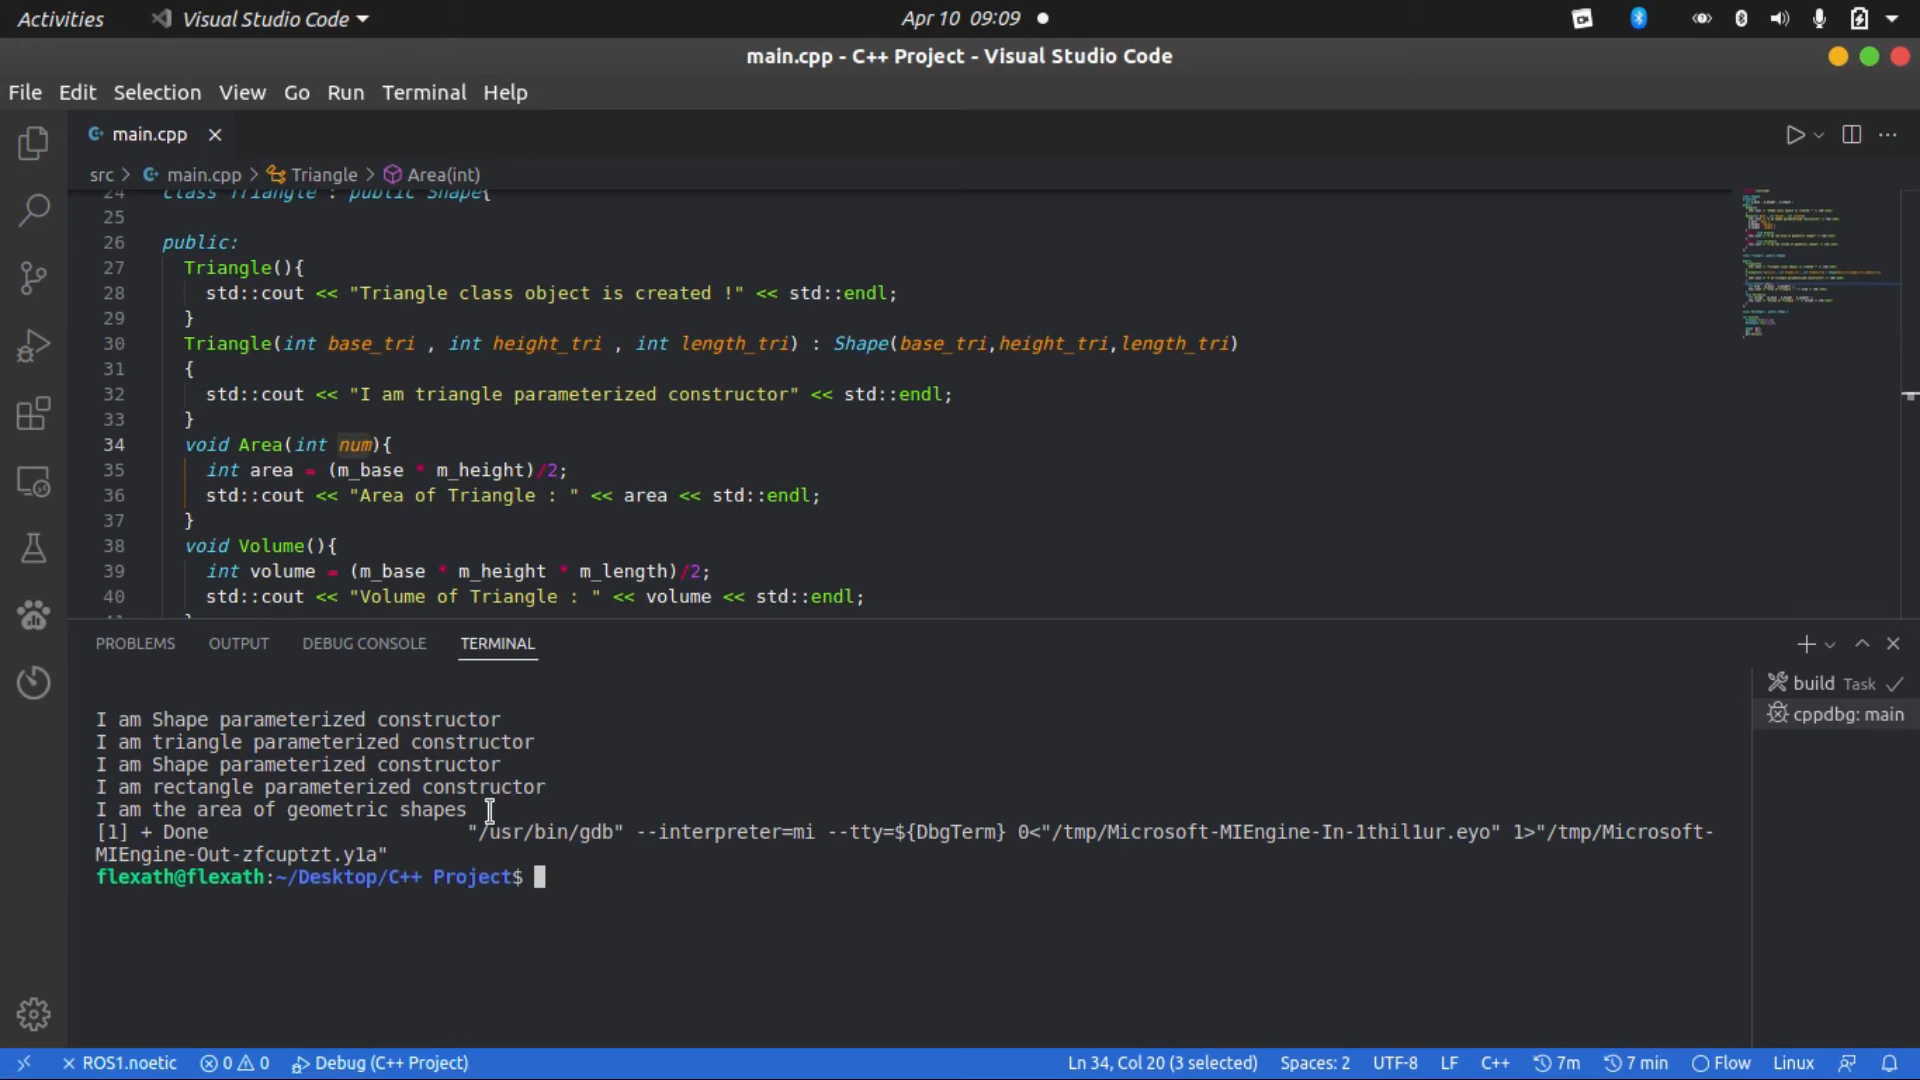 Activities Visual Studio Code Apr 10 09:09
main.cpp - C++ Project - Visual Studio Code
File Edit Selection View Go Run Terminal Help
main.cpp
src > main.cpp > Triangle > Area(int)
24 class Triangle : public Shape{
25
26 public:
27 Triangle(){
28 std::cout << "Triangle class object is created !" << std::endl;
29 }
30 Triangle(int base_tri , int height_tri , int length_tri) : Shape(base_tri,height_tri,length_tri)
31 {
32 std::cout << "I am triangle parameterized constructor" << std::endl;
33 }
34 void Area(int num){
35 int area = (m_base * m_height)/2;
36 std::cout << "Area of Triangle : " << area << std::endl;
37 }
38 void Volume(){
39 int volume = (m_base * m_height * m_length)/2;
40 std::cout << "Volume of Triangle : " << volume << std::endl;
PROBLEMS OUTPUT DEBUG CONSOLE TERMINAL
build Task
cppdbg: main
I am Shape parameterized constructor
I am triangle parameterized constructor
I am Shape parameterized constructor
I am rectangle parameterized constructor
I am the area of geometric shapes
[1] + Done "/usr/bin/gdb" --interpreter=mi --tty=${DbgTerm} 0<"/tmp/Microsoft-MIEngine-In-1thil1ur.eyo" 1>"/tmp/Microsoft-
MIEngine-Out-zfcuptzt.y1a"
flexath@flexath:~/Desktop/C++ Project$
ROS1.noetic 0 0 Debug (C++ Project) Ln 34, Col 20 (3 selected) Spaces: 2 UTF-8 LF C++ 7m 7 min Flow Linux